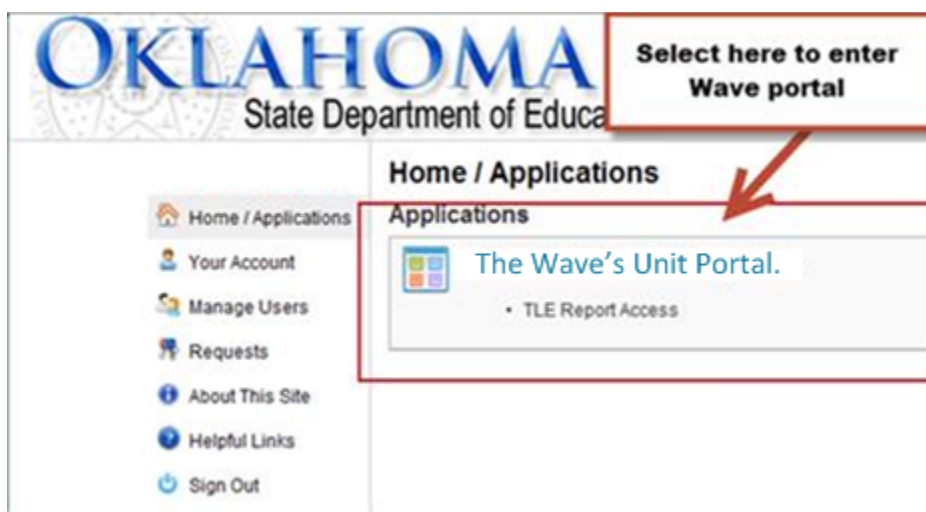 OKLAHOMA
State Department of Educa
Select here to enter
Wave portal
Home / Applications
Your Account
Manage Users
Requests
About This Site
Helpful Links
Sign Out
Home / Applications
Applications
The Wave’s Unit Portal.
• TLE Report Access